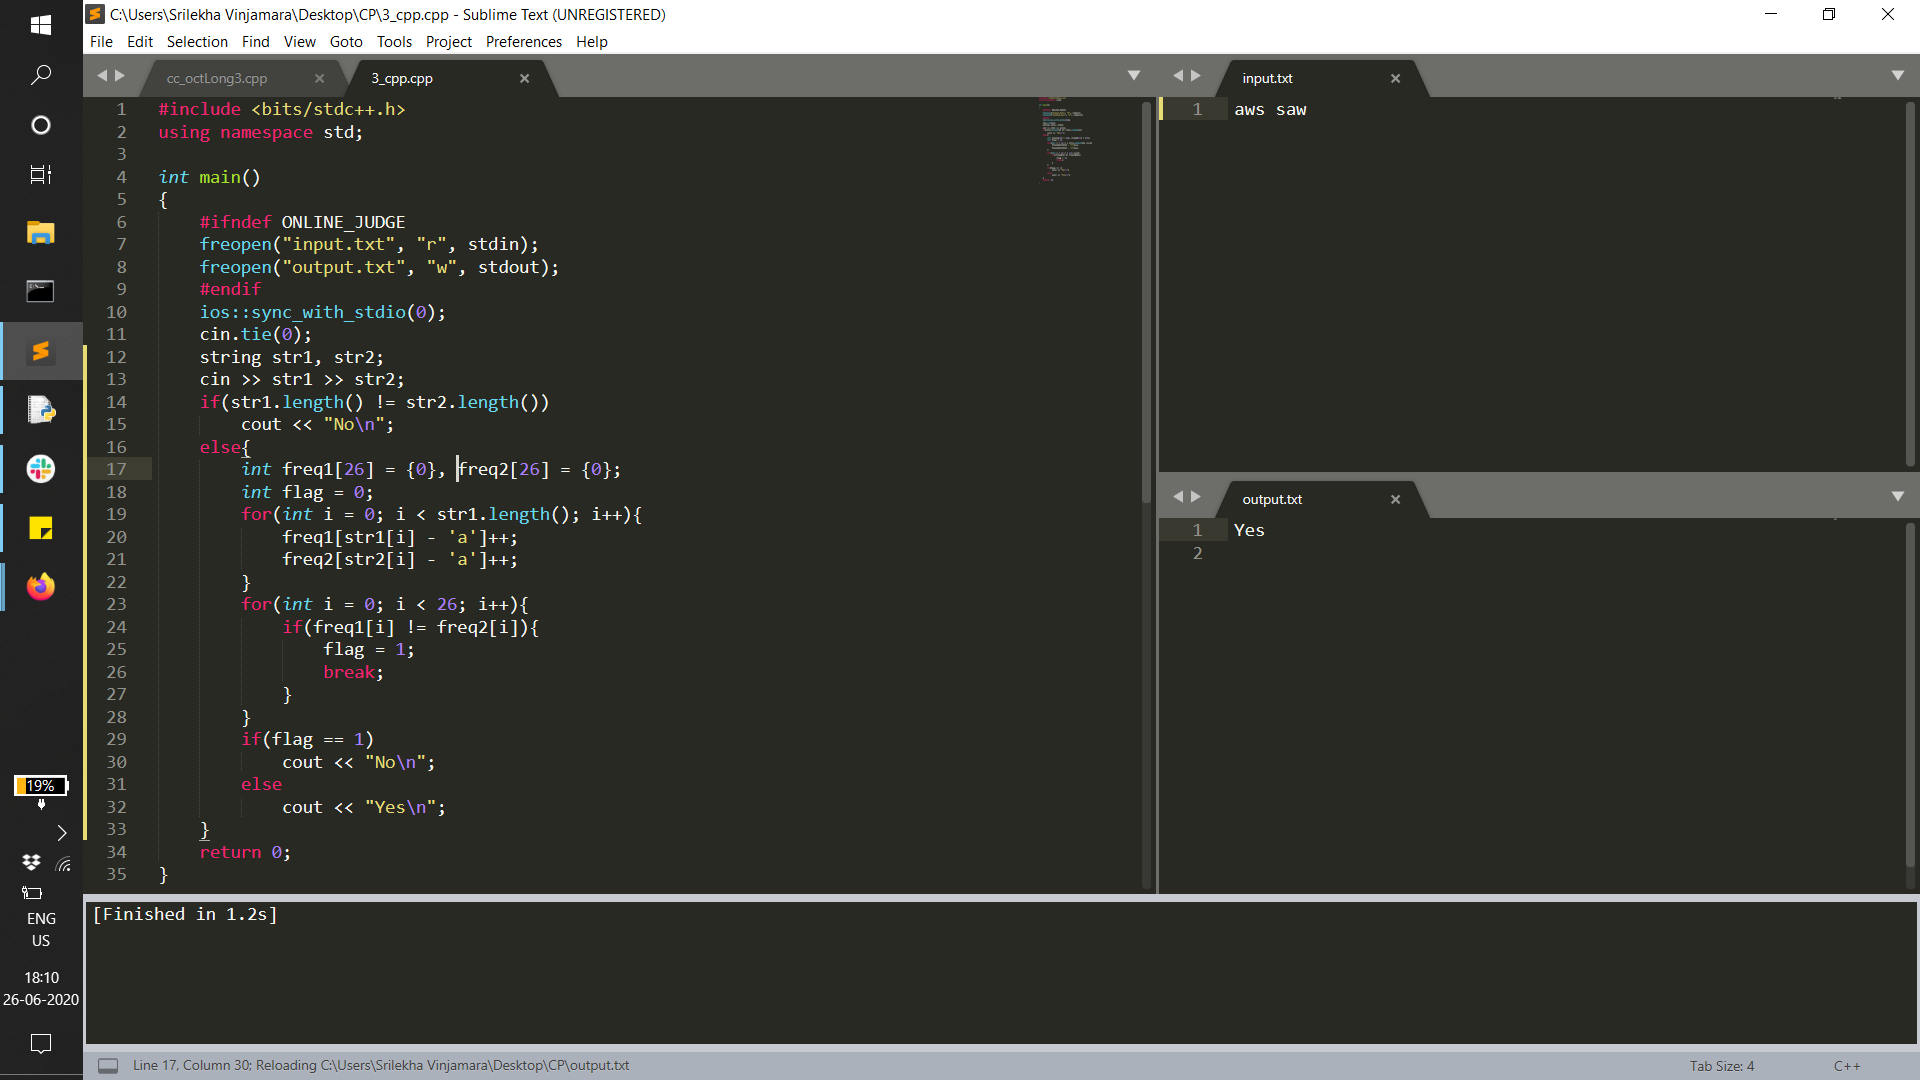 C:\Users\Srilekha Vinjamara\Desktop\CP\3_cpp.cpp - Sublime Text (UNREGISTERED)
File Edit Selection Find View Goto Tools Project Preferences Help
cc_octLong3.cpp
3_cpp.cpp
1 #include <bits/stdc++.h>
2 using namespace std;
3
4 int main()
5 {
6 #ifndef ONLINE_JUDGE
7 freopen("input.txt", "r", stdin);
8 freopen("output.txt", "w", stdout);
9 #endif
10 ios::sync_with_stdio(0);
11 cin.tie(0);
12 string str1, str2;
13 cin >> str1 >> str2;
14 if(str1.length() != str2.length())
15 cout << "No\n";
16 else{
17 int freq1[26] = {0}, freq2[26] = {0};
18 int flag = 0;
19 for(int i = 0; i < str1.length(); i++){
20 freq1[str1[i] - 'a']++;
21 freq2[str2[i] - 'a']++;
22 }
23 for(int i = 0; i < 26; i++){
24 if(freq1[i] != freq2[i]){
25 flag = 1;
26 break;
27 }
28 }
29 if(flag == 1)
30 cout << "No\n";
31 else
32 cout << "Yes\n";
33 }
34 return 0;
35 }
input.txt
1 aws saw
output.txt
1 Yes
2
[Finished in 1.2s]
Line 17, Column 30; Reloading C:\Users\Srilekha Vinjamara\Desktop\CP\output.txt
Tab Size: 4
C++
19%
ENG
US
18:10
26-06-2020